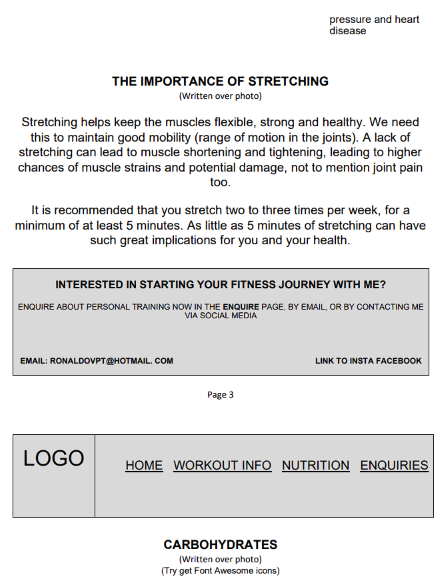 pressure and heart
disease
THE IMPORTANCE OF STRETCHING
(Written over photo)
Stretching helps keep the muscles flexible, strong and healthy. We need
this to maintain good mobility (range of motion in the joints). A lack of
stretching can lead to muscle shortening and tightening, leading to higher
chances of muscle strains and potential damage, not to mention joint pain
too.
It is recommended that you stretch two to three times per week, for a
minimum of at least 5 minutes. As little as 5 minutes of stretching can have
such great implications for you and your health.
INTERESTED IN STARTING YOUR FITNESS JOURNEY WITH ME?
ENQUIRE ABOUT PERSONAL TRAINING NOW IN THE ENQUIRE PAGE, BY EMAIL, OR BY CONTACTING ME
VIA SOCIAL MEDIA
EMAIL: RONALDOVPT@HOTMAIL. COM LINK TO INSTA FACEBOOK
Page 3
LOGO HOME WORKOUT INFO NUTRITION ENQUIRIES
CARBOHYDRATES
(Written over photo)
(Try get Font Awesome icons)